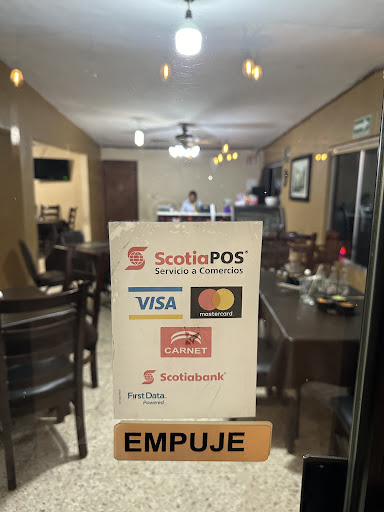 ScotiaPOS
Servicio a Comercios
VISA
mastercard
CARNET
Scotiabank
First Data.
Powered
EMPUJE